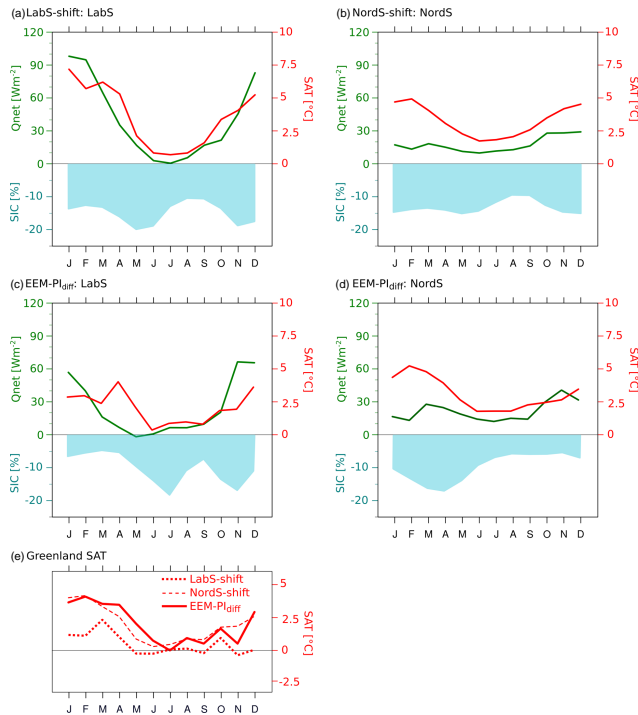 (a) LabS-shift: LabS
120
90
60
30
0
-10
-20
Qnet [Wm-2]
SIC [%]
10
7.5
5
2.5
0
SAT [°C]
J F M A M J J A S O N D
(b) NordS-shift: NordS
120
90
60
30
0
-10
-20
Qnet [Wm-2]
SIC [%]
10
7.5
5
2.5
0
SAT [°C]
J F M A M J J A S O N D
(c) EEM-PIdiff: LabS
120
90
60
30
0
-10
-20
Qnet [Wm-2]
SIC [%]
10
7.5
5
2.5
0
SAT [°C]
J F M A M J J A S O N D
(d) EEM-PIdiff: NordS
120
90
60
30
0
-10
-20
Qnet [Wm-2]
SIC [%]
10
7.5
5
2.5
0
SAT [°C]
J F M A M J J A S O N D
(e) Greenland SAT
LabS-shift
NordS-shift
EEM-PIdiff
5
2.5
0
-2.5
SAT [°C]
J F M A M J J A S O N D